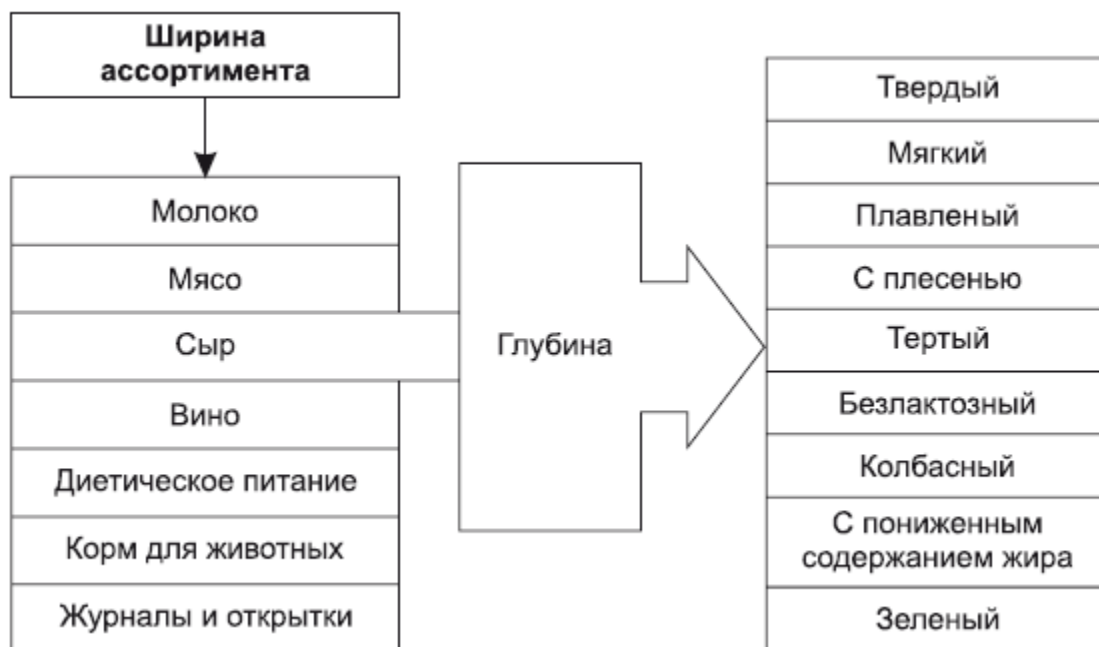 Ширина
ассортимента
Молоко
Мясо
Сыр
Вино
Диетическое питание
Корм для животных
Журналы и открытки
Глубина
Твердый
Мягкий
Плавленый
С плесенью
Тертый
Безлактозный
Колбасный
С пониженным
содержанием жира
Зеленый